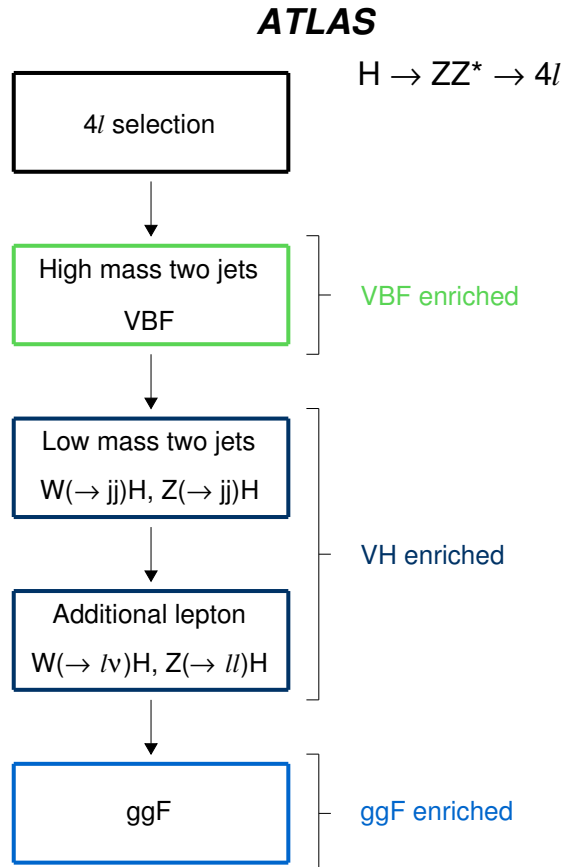 ATLAS
H → ZZ* → 4l
4l selection
High mass two jets
VBF
VBF enriched
Low mass two jets
W(→ jj)H, Z(→ jj)H
VH enriched
Additional lepton
W(→ lν)H, Z(→ ll)H
ggF
ggF enriched